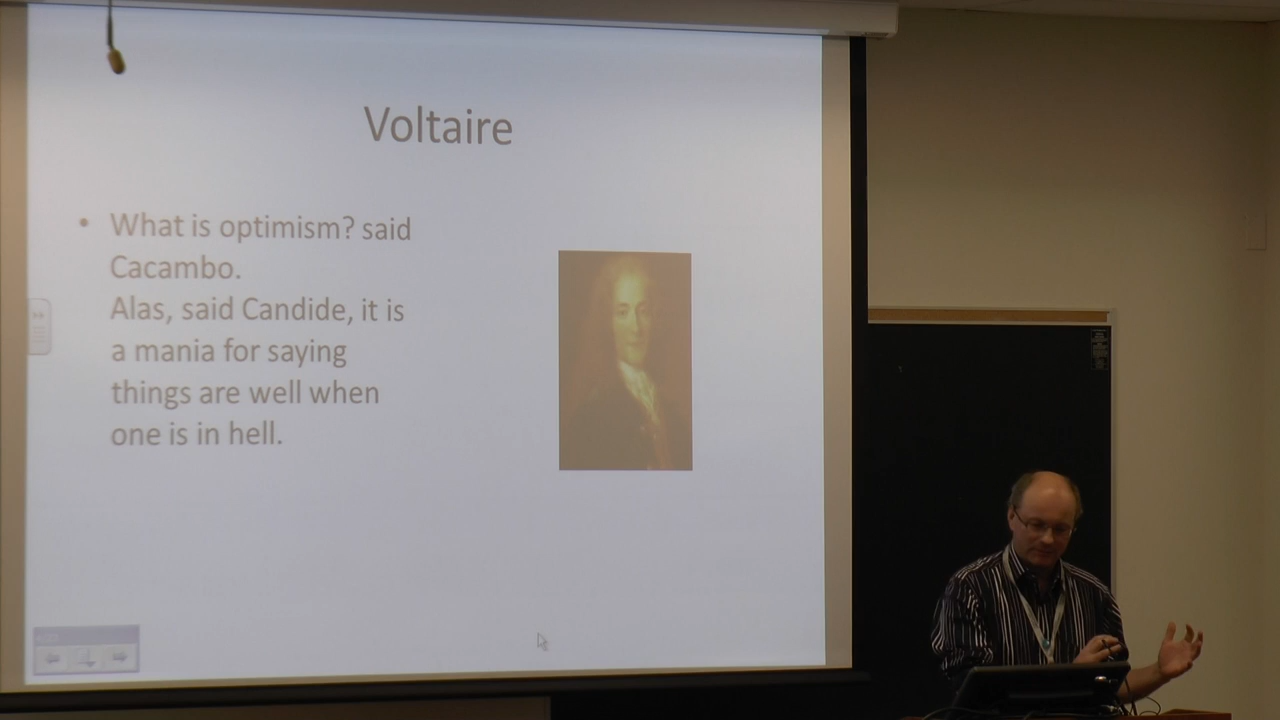 Voltaire
• What is optimism? said
Cacambo.
Alas, said Candide, it is
a mania for saying
things are well when
one is in hell.